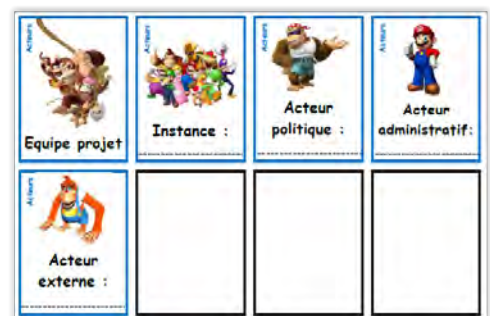 Acteurs
Equipe projet
Acteurs
Instance :
Acteurs
Acteur
politique :
Acteurs
Acteur
administratif:
Acteurs
Acteur
externe :